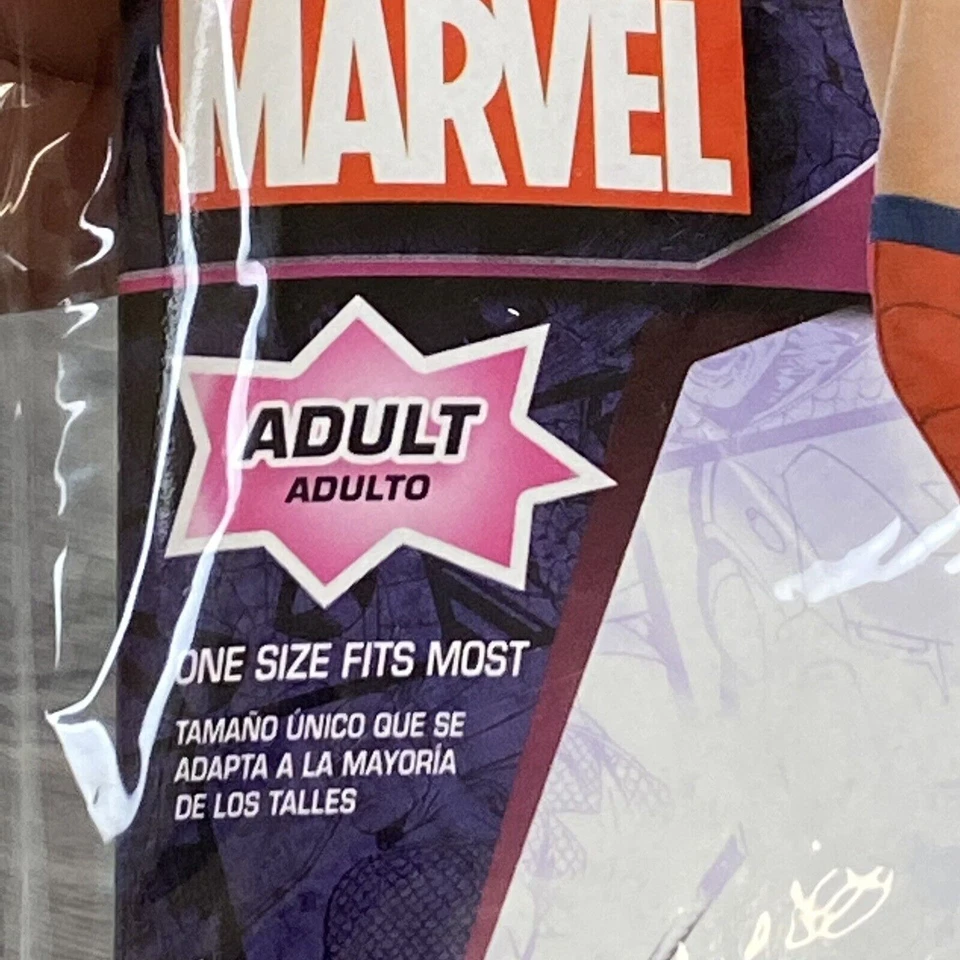 MARVEL
ADULT
ADULTO
ONE SIZE FITS MOST
TAMAÑO ÚNICO QUE SE
ADAPTA A LA MAYORÍA
DE LOS TALLES